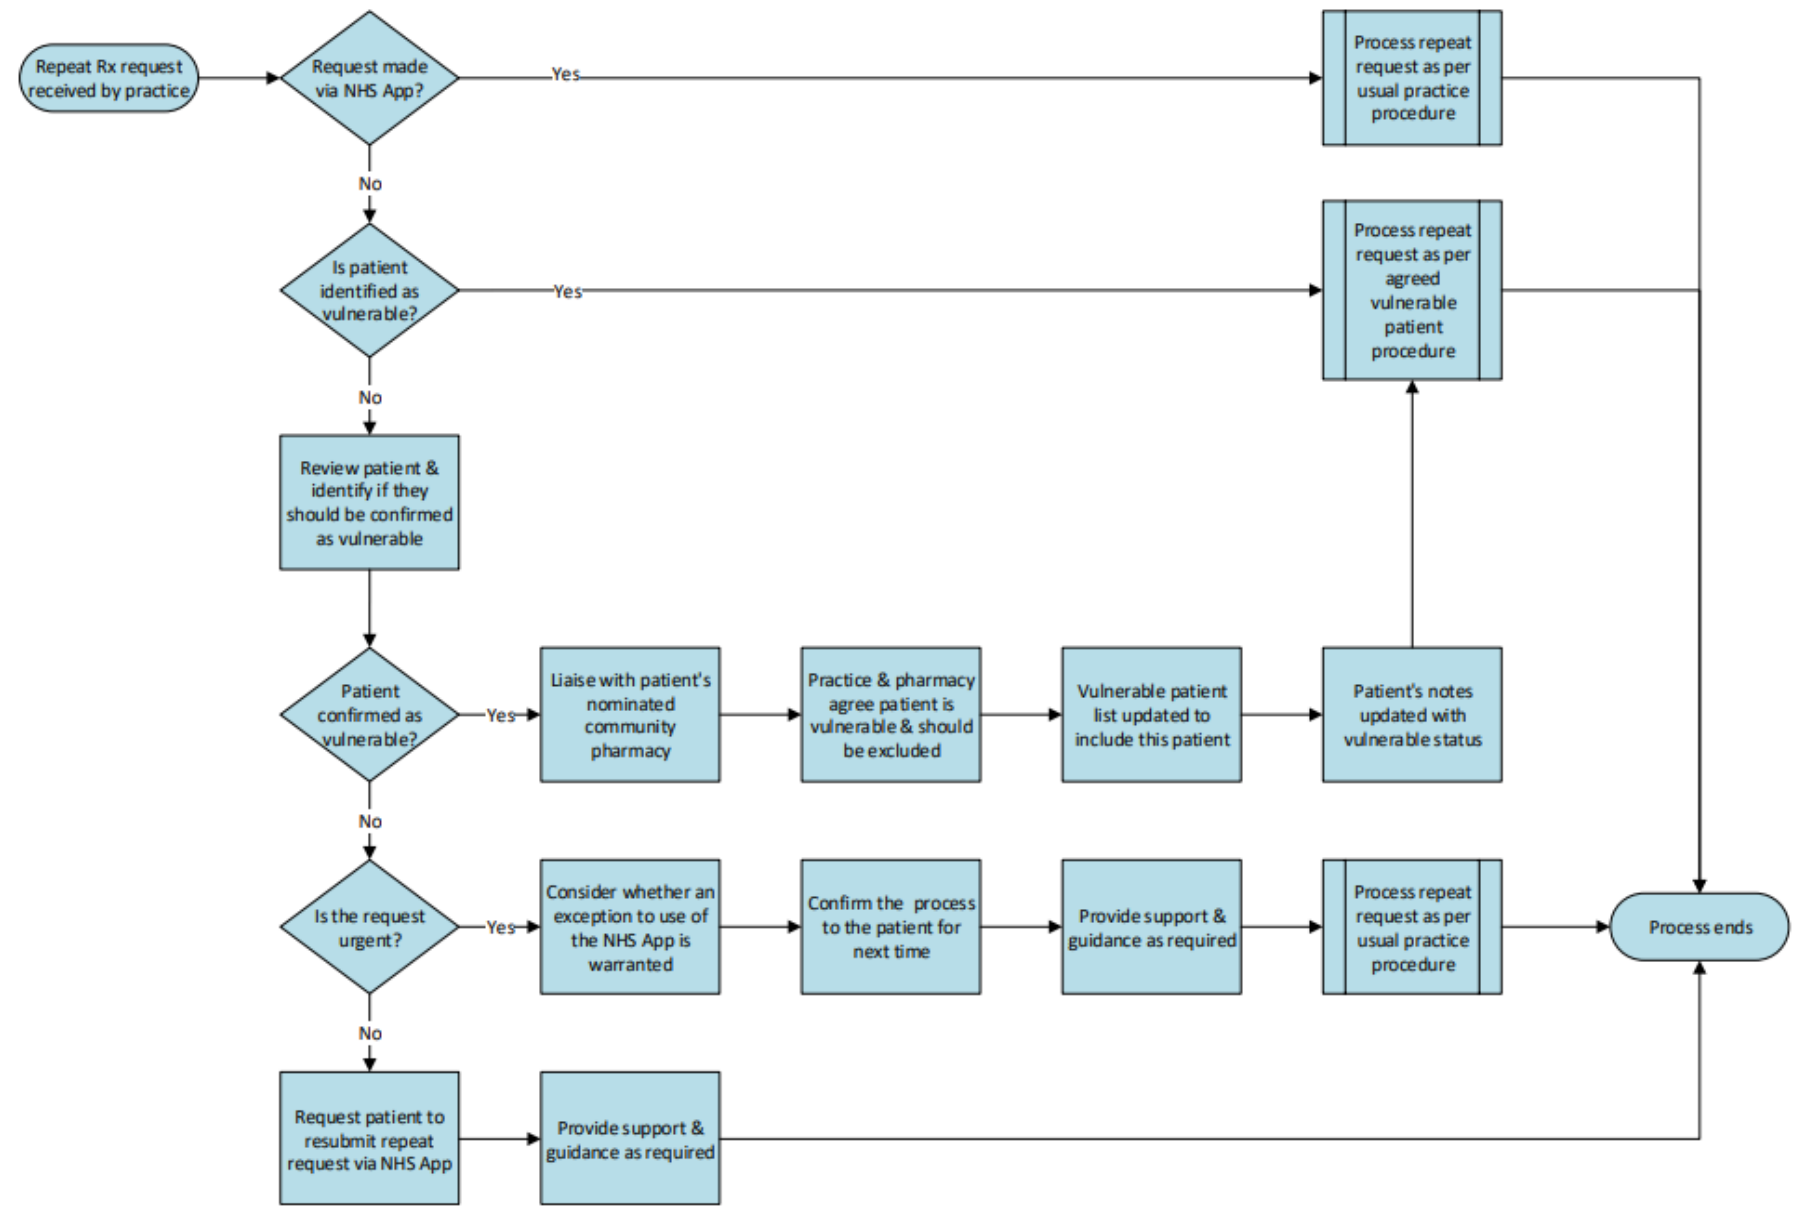 Repeat Rx request
received by practice
Request made
via NHS App?
Yes
Process repeat
request as per
usual practice
procedure
No
Is patient
identified as
vulnerable?
Yes
Process repeat
request as per
agreed
vulnerable
patient
procedure
No
Review patient &
identify if they
should be confirmed
as vulnerable
Patient
confirmed as
vulnerable?
Yes
Liaise with patient's
nominated
community
pharmacy
Practice & pharmacy
agree patient is
vulnerable & should
be excluded
Vulnerable patient
list updated to
include this patient
Patient's notes
updated with
vulnerable status
No
Is the request
urgent?
Yes
Consider whether an
exception to use of
the NHS App is
warranted
Confirm the process
to the patient for
next time
Provide support &
guidance as required
Process repeat
request as per
usual practice
procedure
Process ends
No
Request patient to
resubmit repeat
request via NHS App
Provide support &
guidance as required